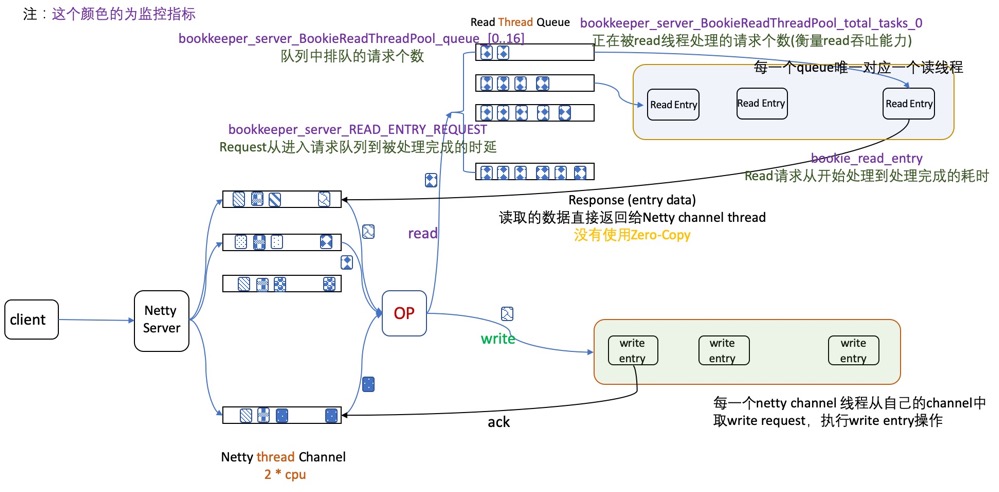 注：这个颜色的为监控指标
Read Thread Queue
bookkeeper_server_BookieReadThreadPool_queue_[0..16]
队列中排队的请求个数
bookkeeper_server_BookieReadThreadPool_total_tasks_0
正在被read线程处理的请求个数(衡量read吞吐能力)
每一个queue唯一对应一个读线程
Read Entry
Read Entry
Read Entry
bookkeeper_server_READ_ENTRY_REQUEST
Request从进入请求队列到被处理完成的时延
bookie_read_entry
Read请求从开始处理到处理完成的耗时
Response (entry data)
读取的数据直接返回给Netty channel thread
没有使用Zero-Copy
read
client
Netty
Server
OP
write
write
entry
write
entry
write
entry
ack
每一个netty channel 线程从自己的channel中
取write request，执行write entry操作
Netty thread Channel
2 * cpu